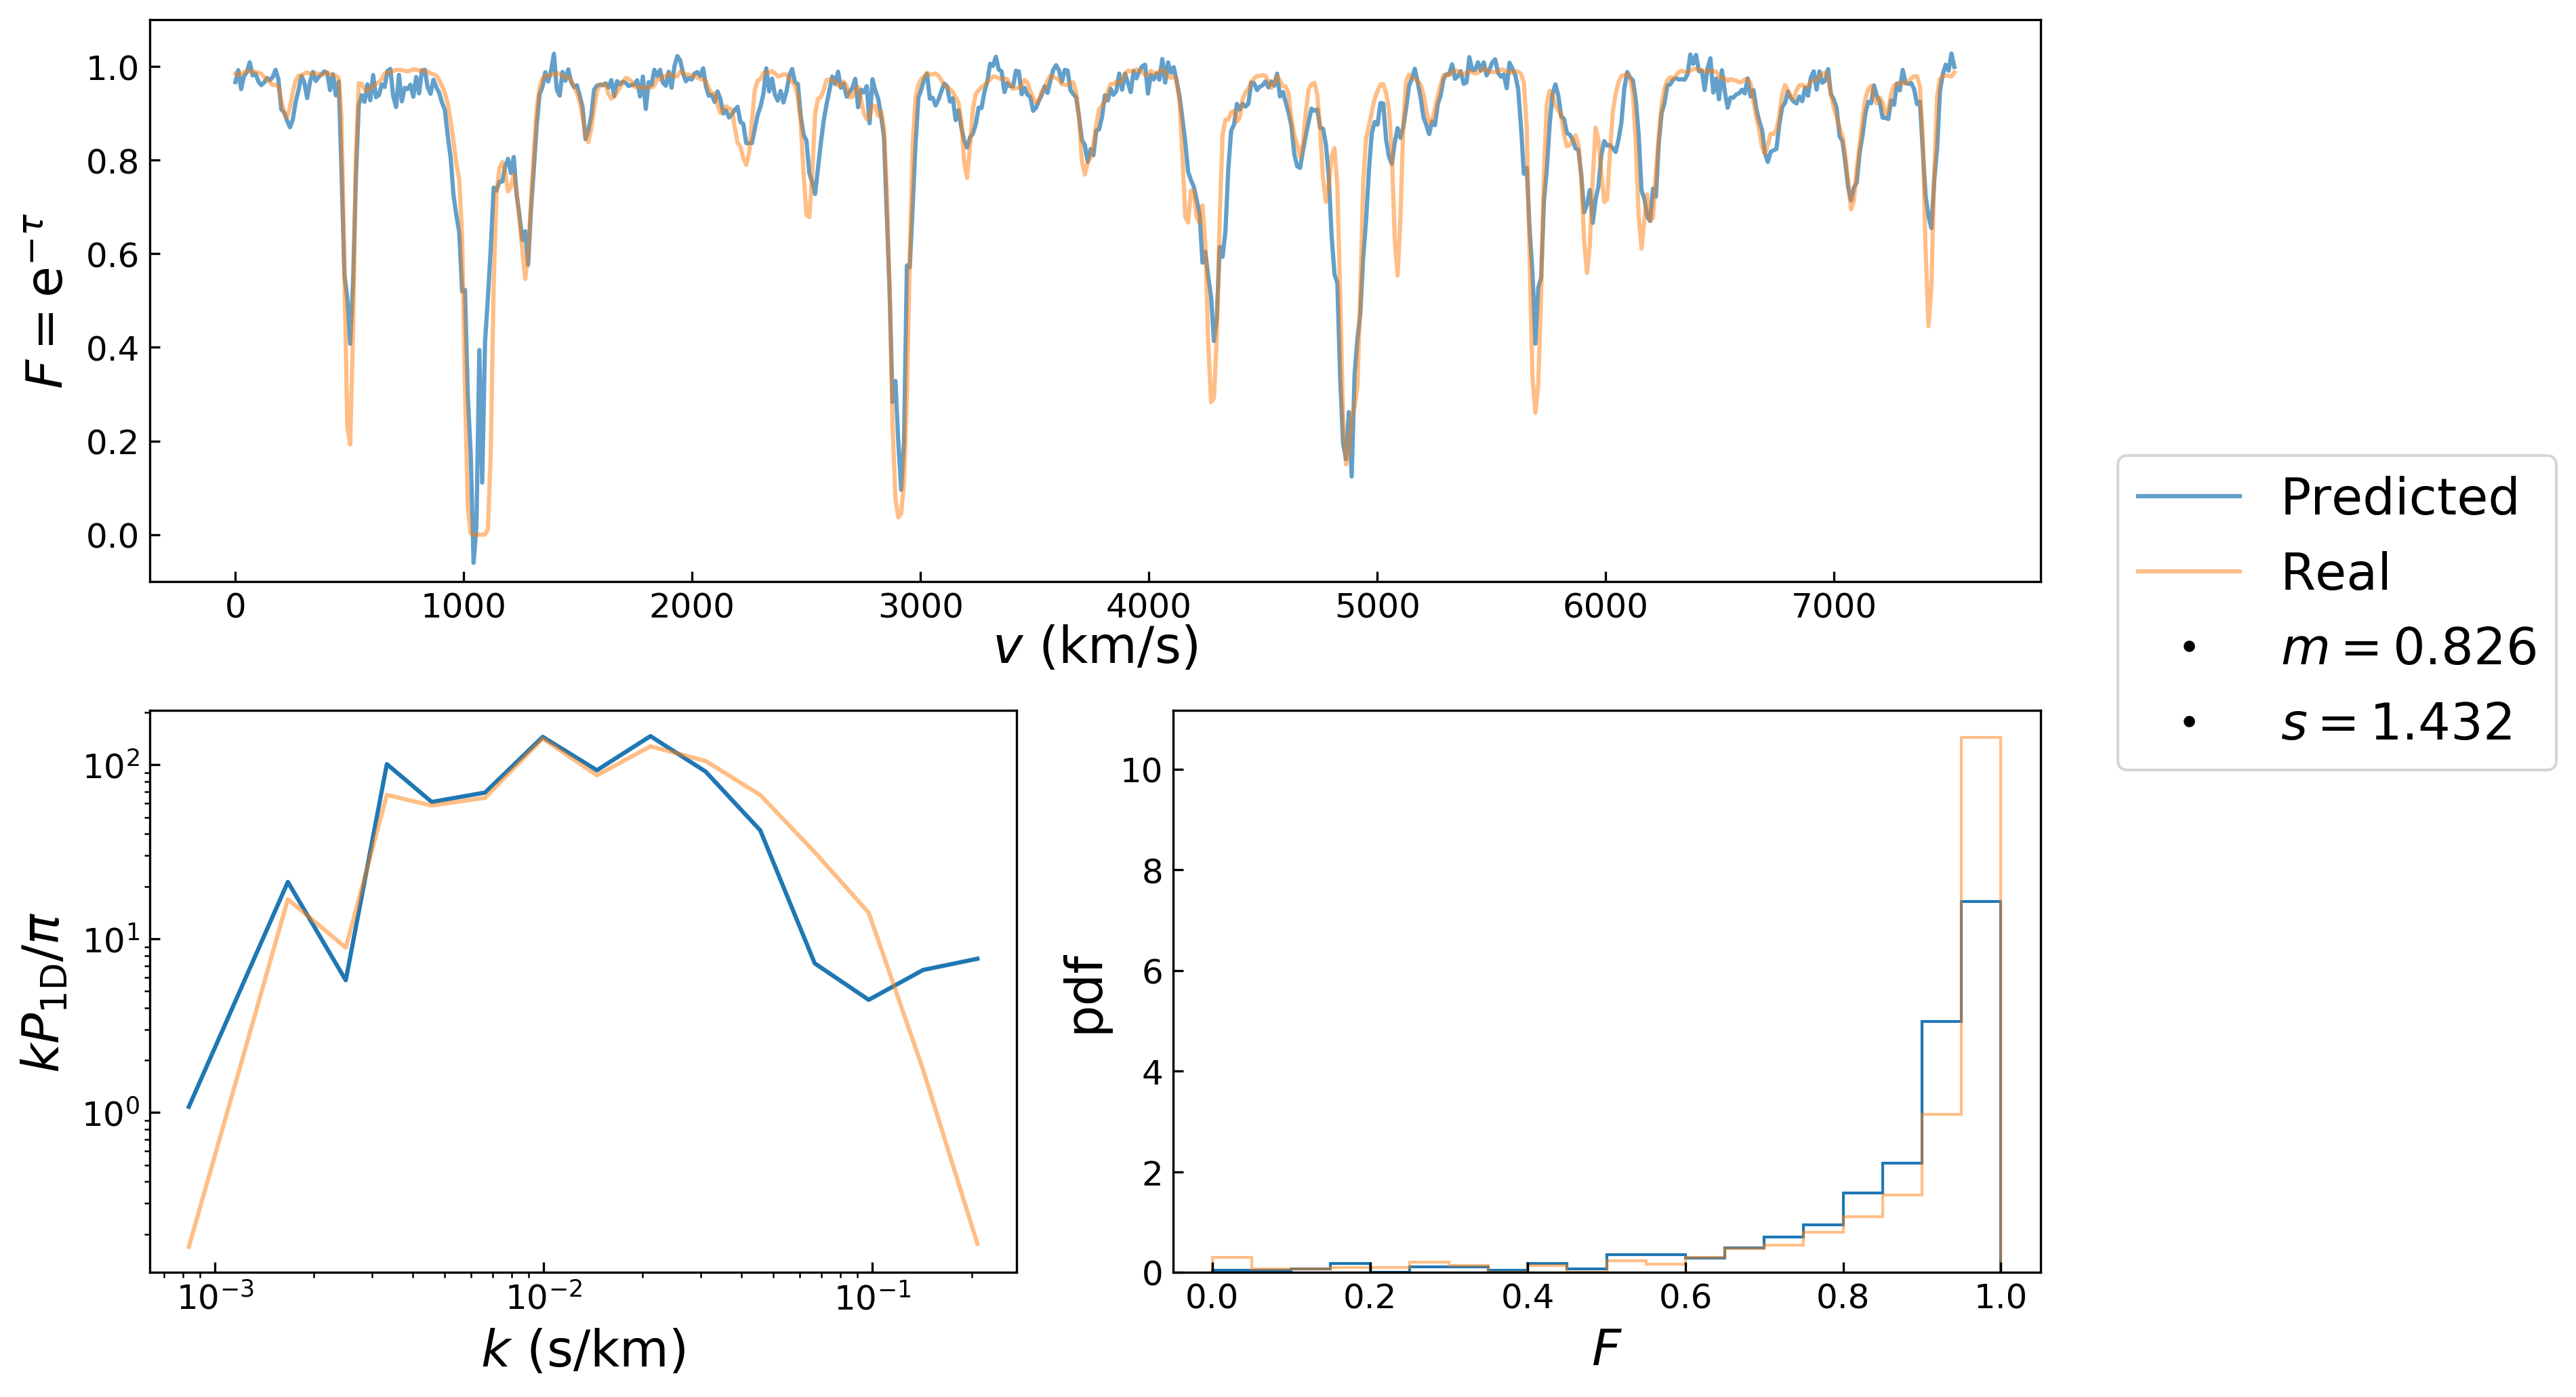 F = e^{−τ}
1.0
0.8
0.6
0.4
0.2
0.0
0 1000 2000 3000 4000 5000 6000 7000
v (km/s)
Predicted
Real
m = 0.826
s = 1.432
kP_{1D}/π
10^2
10^1
10^0
10^{−3} 10^{−2} 10^{−1}
k (s/km)
pdf
10
8
6
4
2
0
0.0 0.2 0.4 0.6 0.8 1.0
F